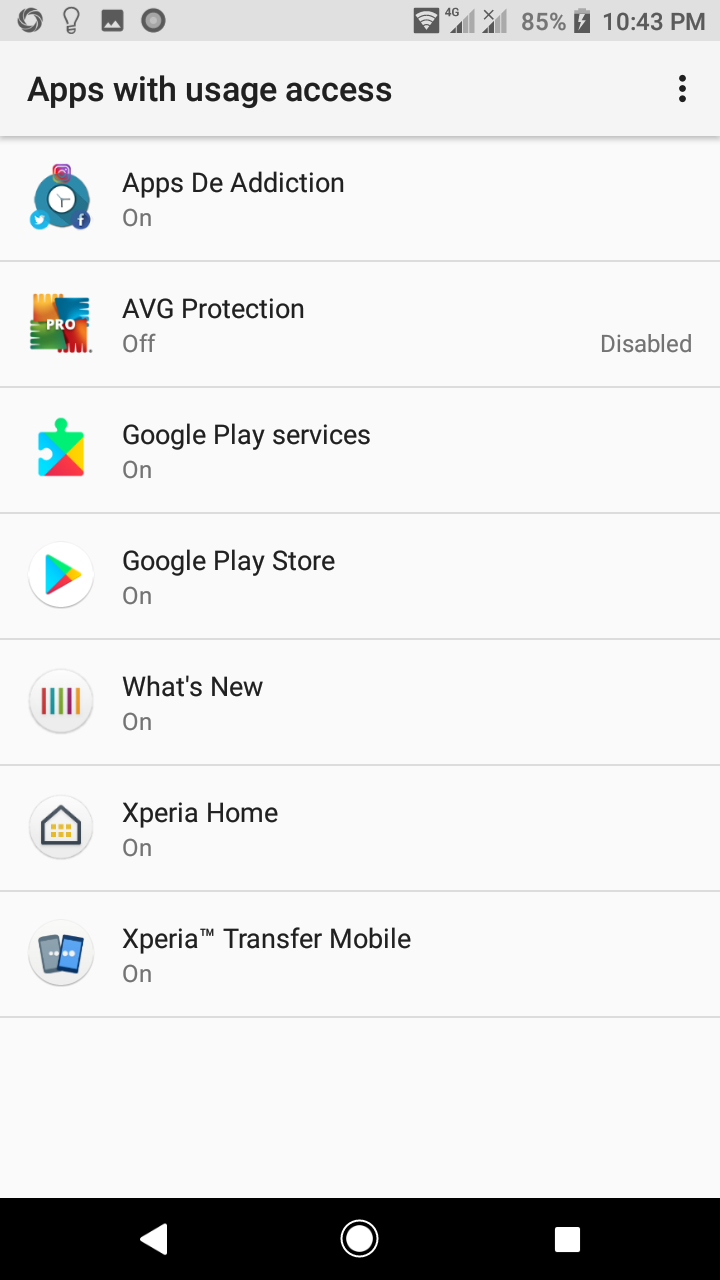 4G 85% 10:43 PM
Apps with usage access
Apps De Addiction
On
PRO
AVG Protection
Off
Disabled
Google Play services
On
Google Play Store
On
What's New
On
Xperia Home
On
Xperia™ Transfer Mobile
On